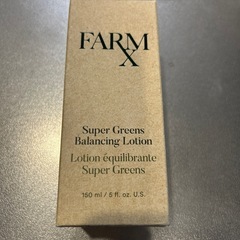 FARM
X
Super Greens
Balancing Lotion
Lotion équilibrante
Super Greens
150 ml / 5 fl. oz. U.S.